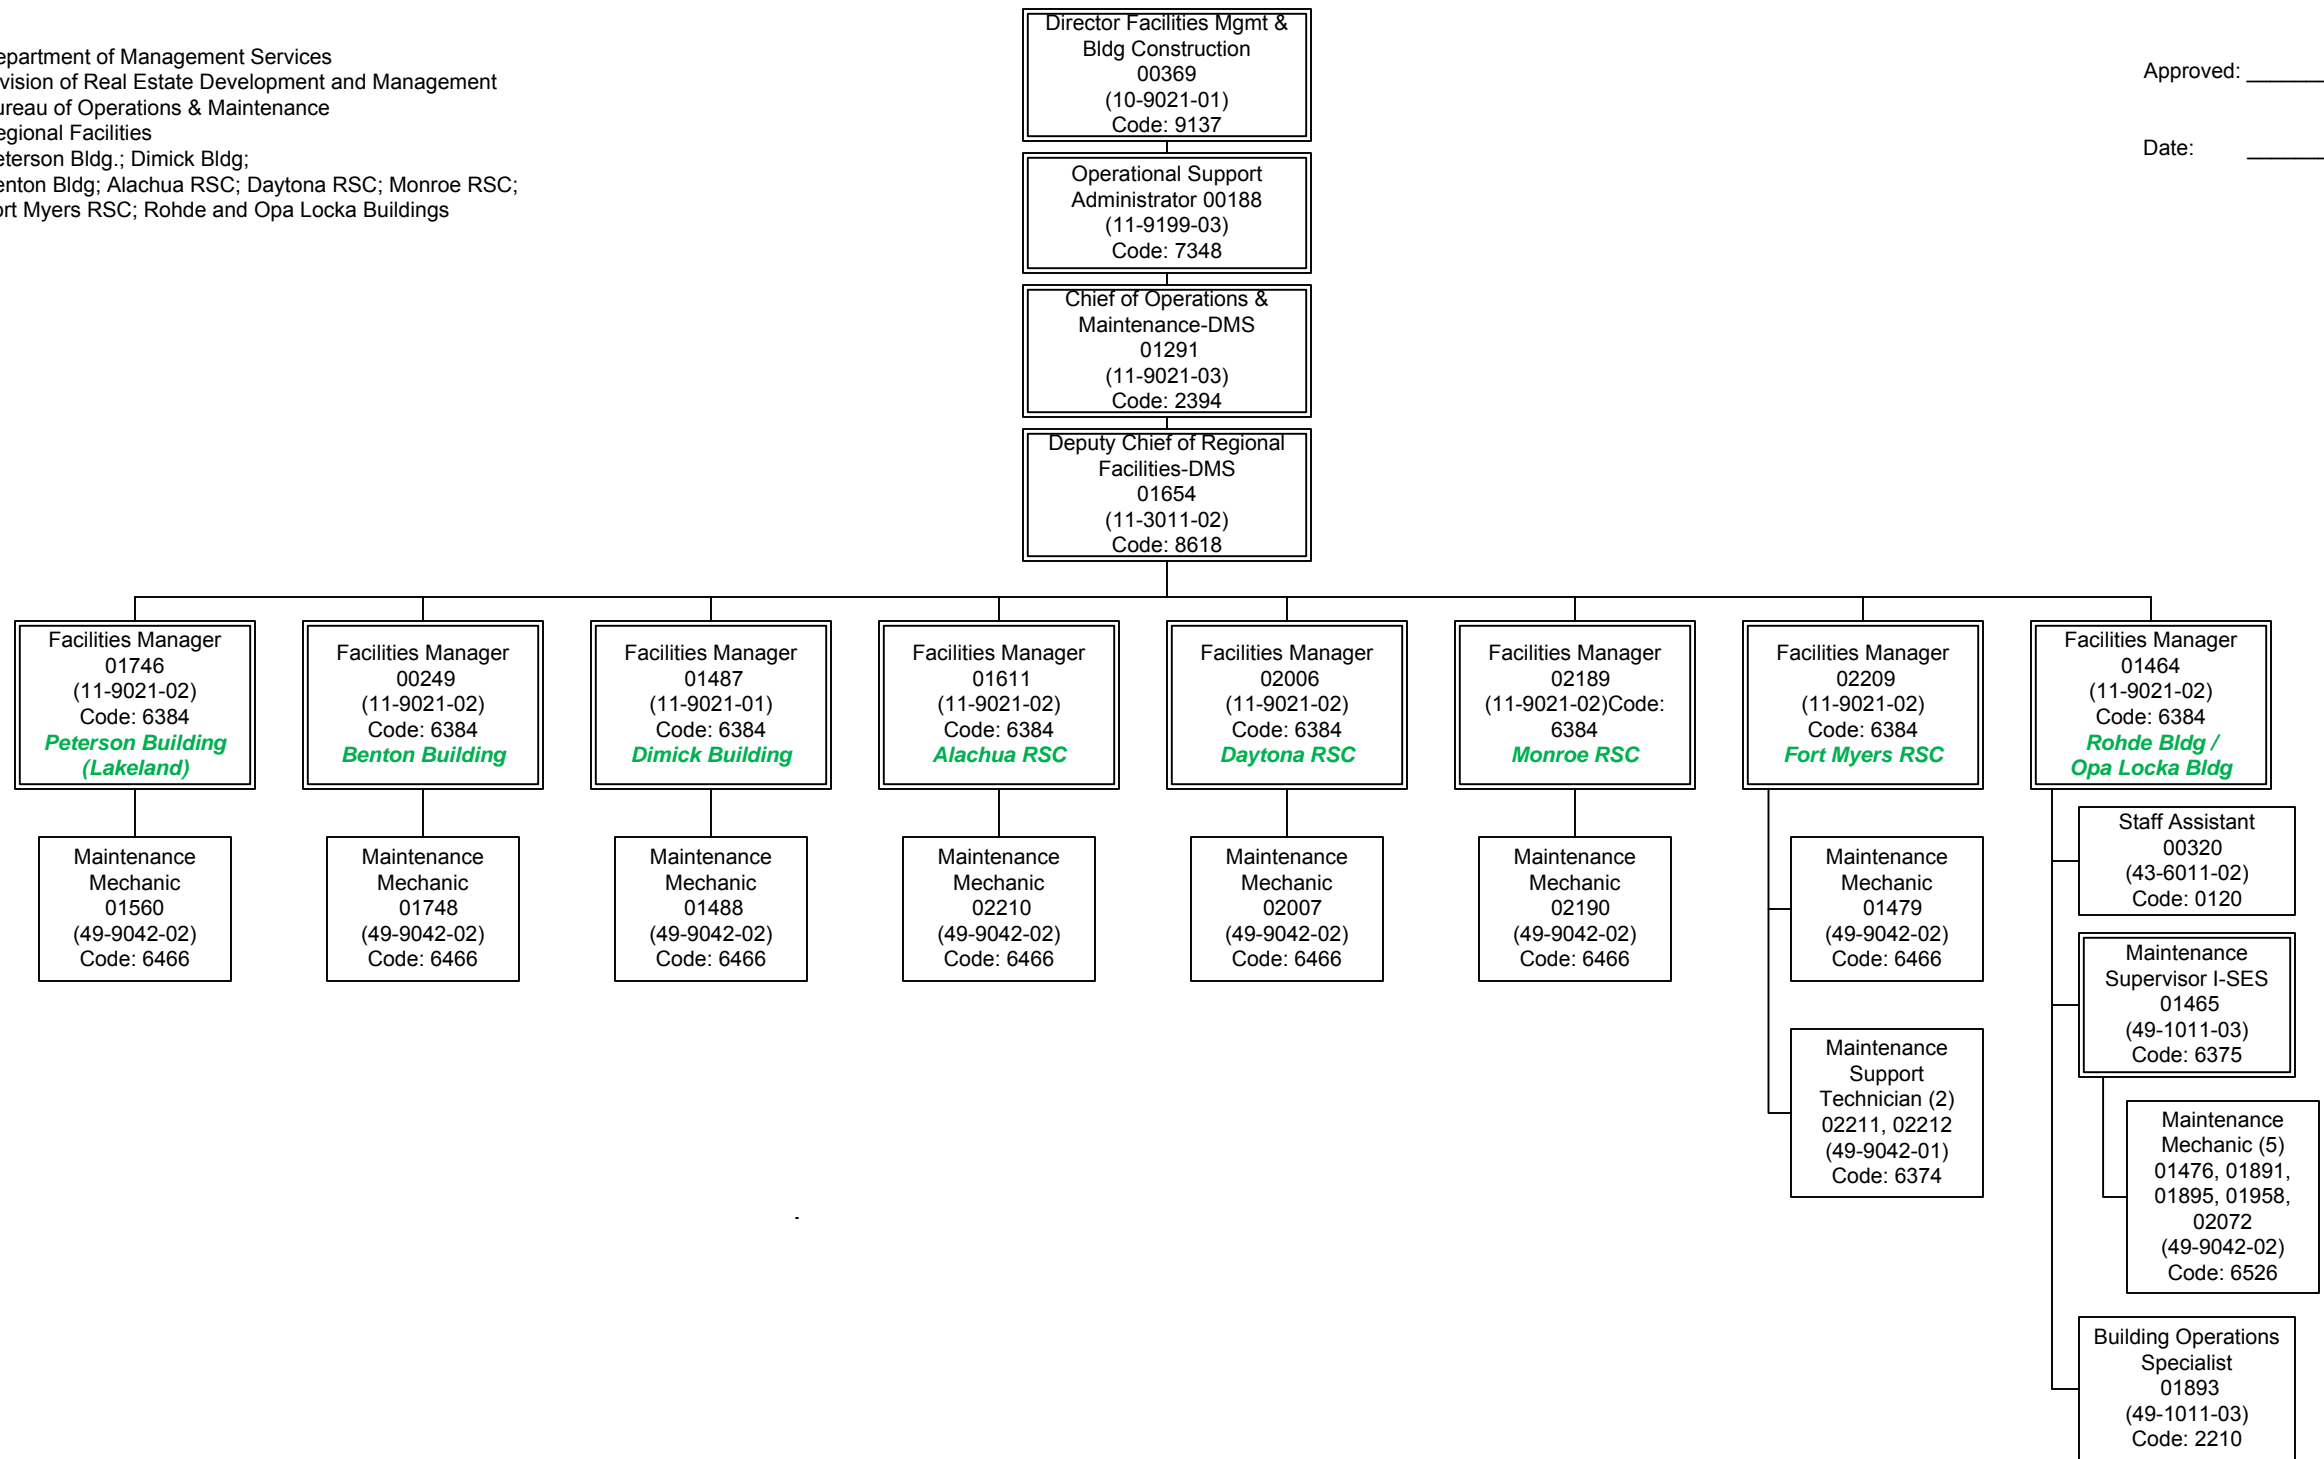 epartment of Management Services
vision of Real Estate Development and Management
ureau of Operations & Maintenance
egional Facilities
eterson Bldg.; Dimick Bldg;
enton Bldg; Alachua RSC; Daytona RSC; Monroe RSC;
ort Myers RSC; Rohde and Opa Locka Buildings
Approved: _______
Date: _______
Director Facilities Mgmt &
Bldg Construction
00369
(10-9021-01)
Code: 9137
Operational Support
Administrator 00188
(11-9199-03)
Code: 7348
Chief of Operations &
Maintenance-DMS
01291
(11-9021-03)
Code: 2394
Deputy Chief of Regional
Facilities-DMS
01654
(11-3011-02)
Code: 8618
Facilities Manager
01746
(11-9021-02)
Code: 6384
Peterson Building
(Lakeland)
Facilities Manager
00249
(11-9021-02)
Code: 6384
Benton Building
Facilities Manager
01487
(11-9021-01)
Code: 6384
Dimick Building
Facilities Manager
01611
(11-9021-02)
Code: 6384
Alachua RSC
Facilities Manager
02006
(11-9021-02)
Code: 6384
Daytona RSC
Facilities Manager
02189
(11-9021-02)Code:
6384
Monroe RSC
Facilities Manager
02209
(11-9021-02)
Code: 6384
Fort Myers RSC
Facilities Manager
01464
(11-9021-02)
Code: 6384
Rohde Bldg /
Opa Locka Bldg
Maintenance
Mechanic
01560
(49-9042-02)
Code: 6466
Maintenance
Mechanic
01748
(49-9042-02)
Code: 6466
Maintenance
Mechanic
01488
(49-9042-02)
Code: 6466
Maintenance
Mechanic
02210
(49-9042-02)
Code: 6466
Maintenance
Mechanic
02007
(49-9042-02)
Code: 6466
Maintenance
Mechanic
02190
(49-9042-02)
Code: 6466
Maintenance
Mechanic
01479
(49-9042-02)
Code: 6466
Maintenance
Support
Technician (2)
02211, 02212
(49-9042-01)
Code: 6374
Staff Assistant
00320
(43-6011-02)
Code: 0120
Maintenance
Supervisor I-SES
01465
(49-1011-03)
Code: 6375
Maintenance
Mechanic (5)
01476, 01891,
01895, 01958,
02072
(49-9042-02)
Code: 6526
Building Operations
Specialist
01893
(49-1011-03)
Code: 2210